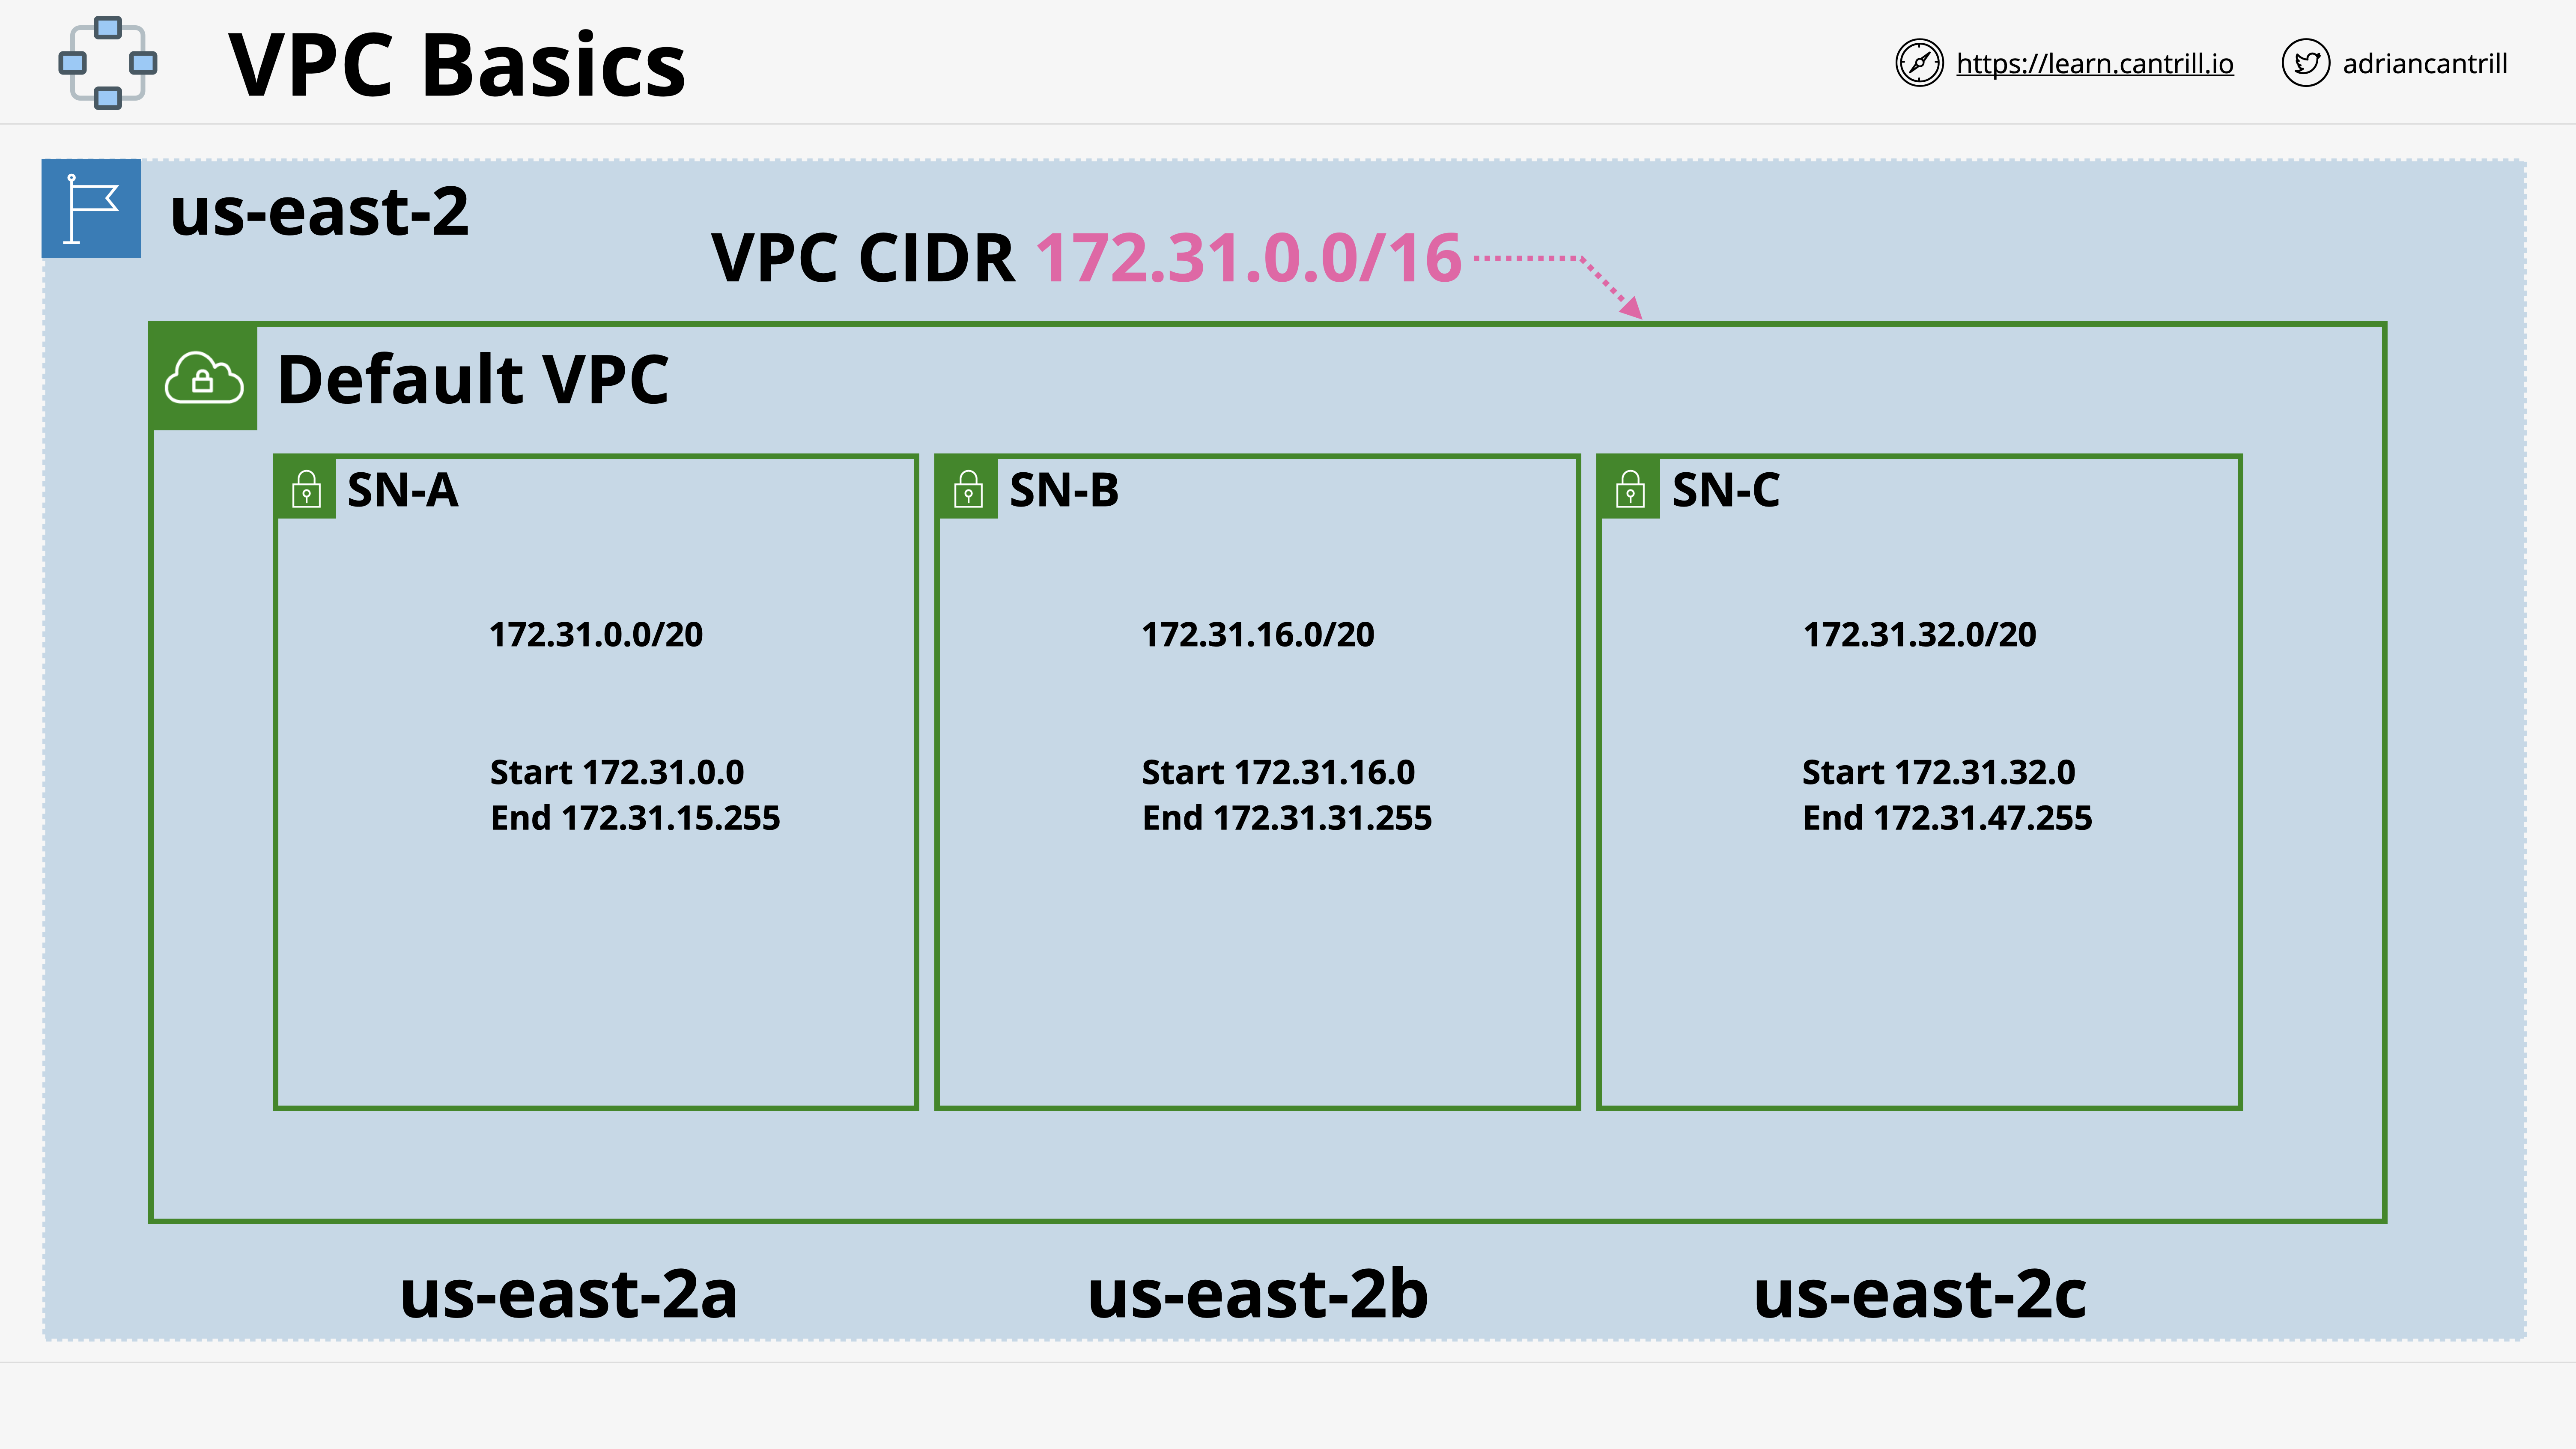 VPC Basics
https://learn.cantrill.io
adriancantrill
us-east-2
VPC CIDR 172.31.0.0/16
Default VPC
SN-A
172.31.0.0/20
Start 172.31.0.0
End 172.31.15.255
SN-B
172.31.16.0/20
Start 172.31.16.0
End 172.31.31.255
SN-C
172.31.32.0/20
Start 172.31.32.0
End 172.31.47.255
us-east-2a
us-east-2b
us-east-2c